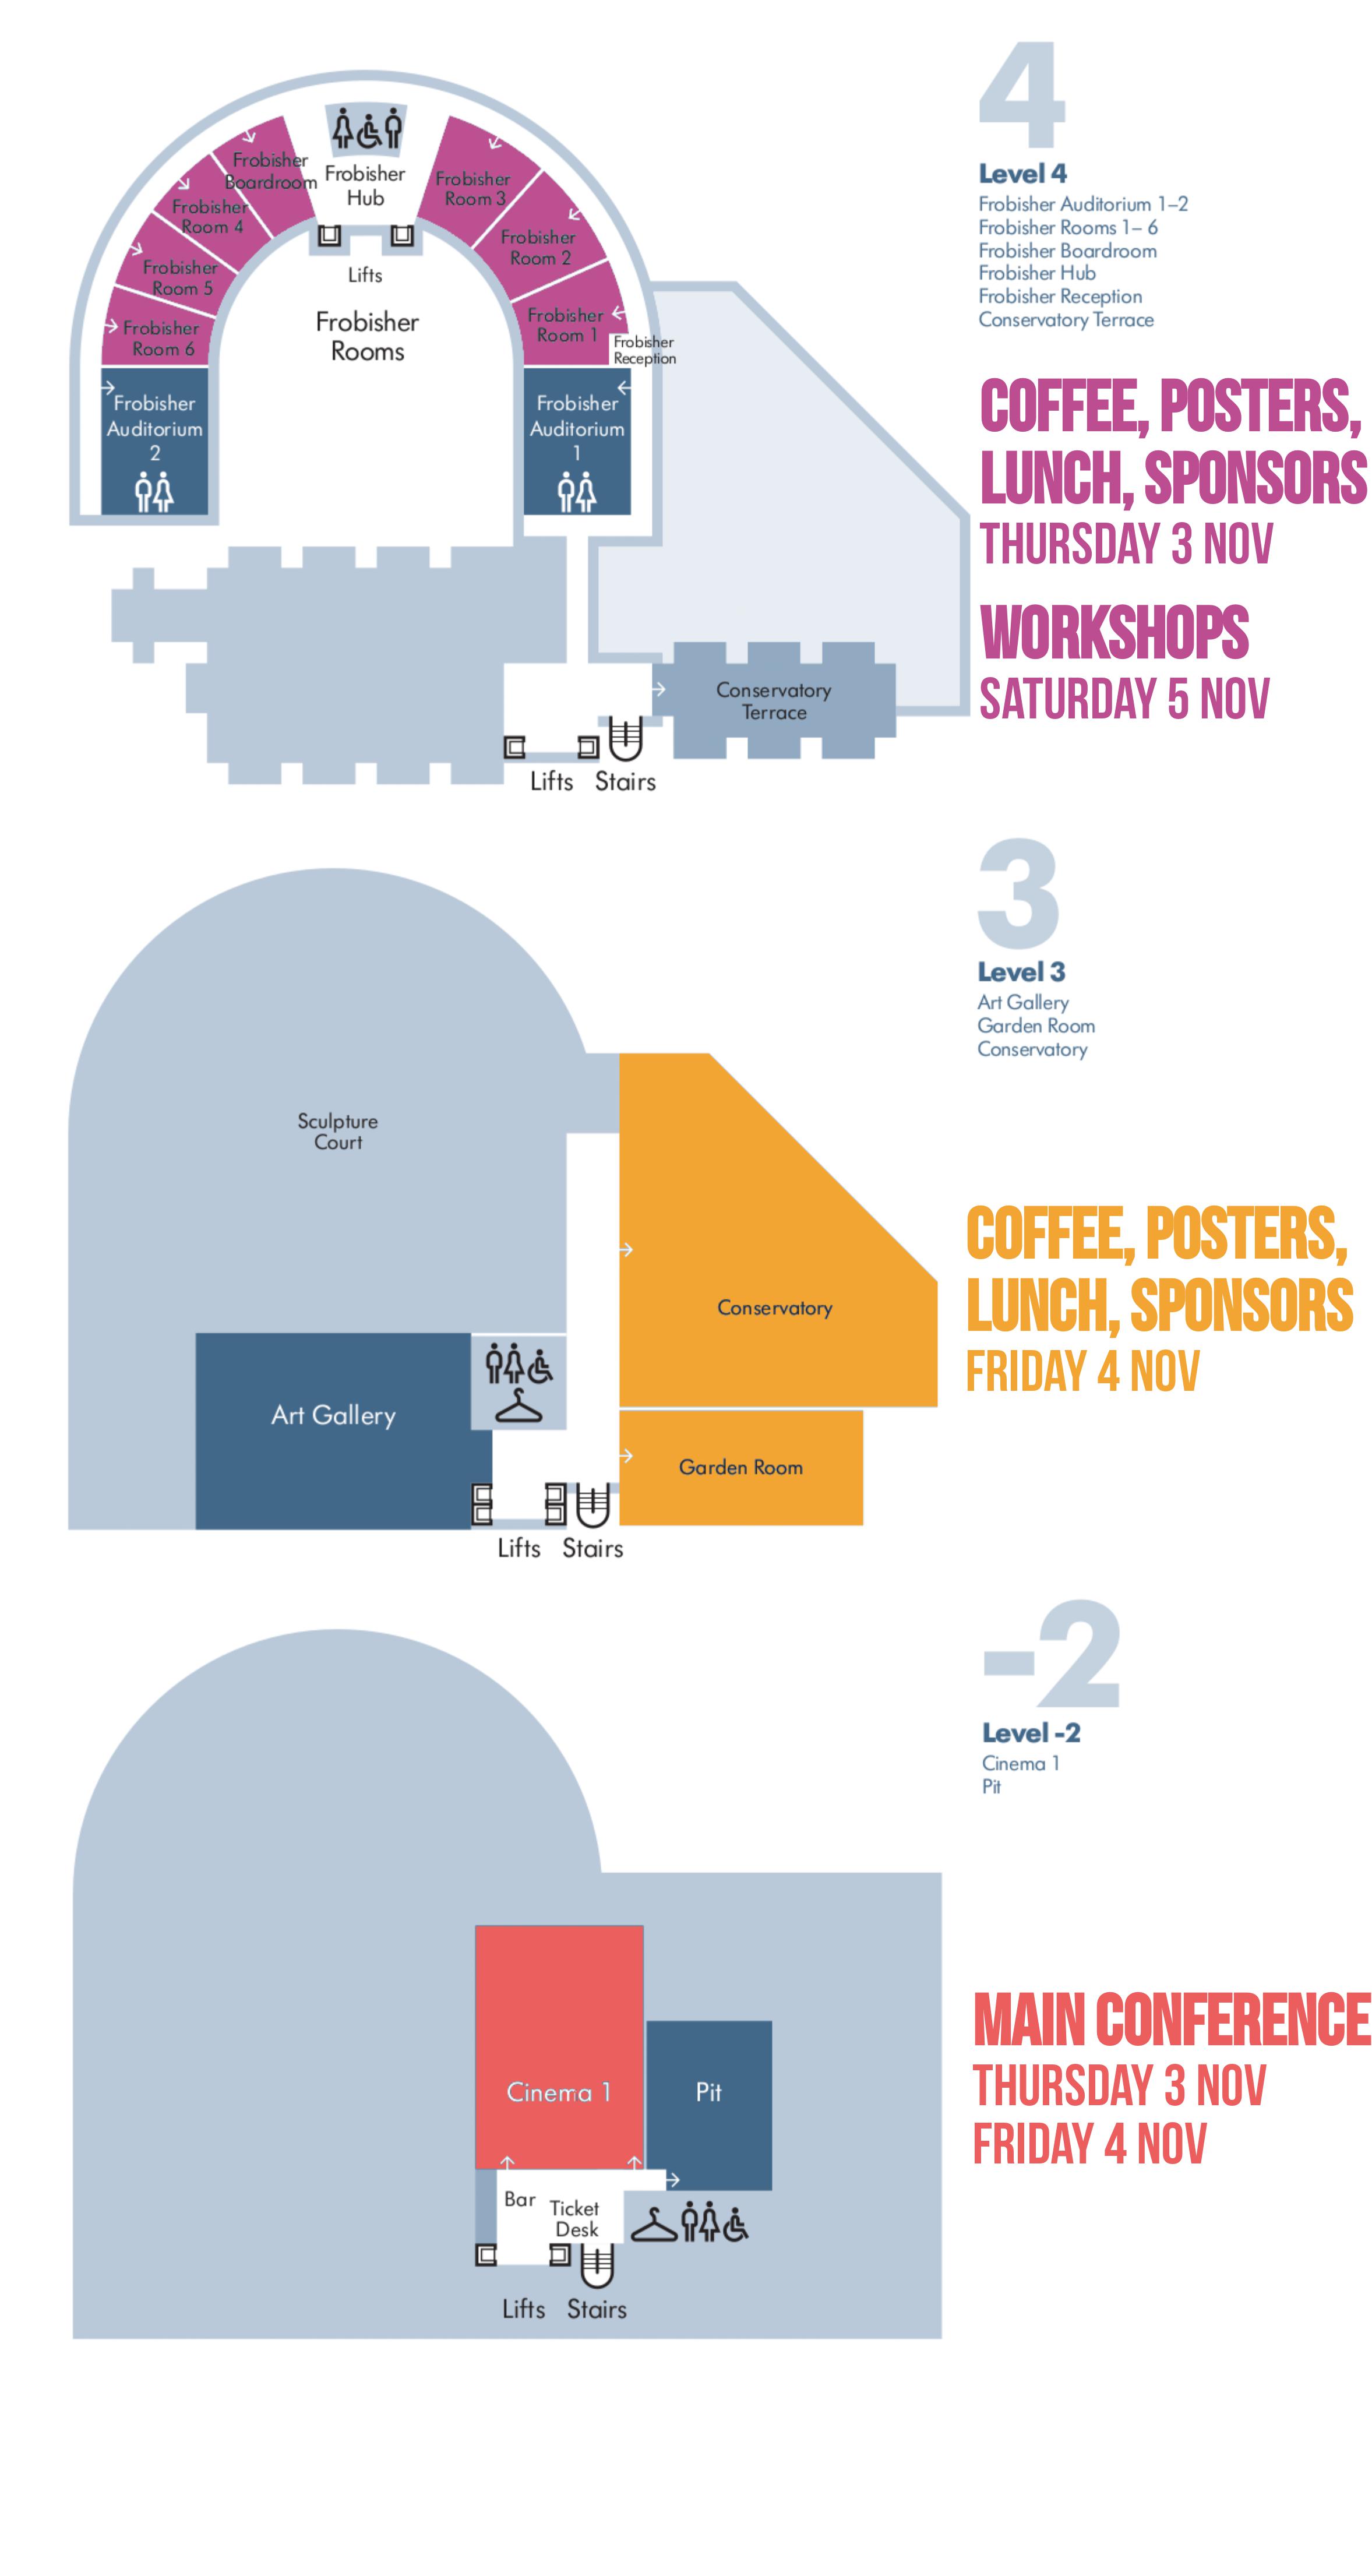 4
Level 4
Frobisher Auditorium 1–2
Frobisher Rooms 1– 6
Frobisher Boardroom
Frobisher Hub
Frobisher Reception
Conservatory Terrace
COFFEE, POSTERS,
LUNCH, SPONSORS
THURSDAY 3 NOV
WORKSHOPS
SATURDAY 5 NOV
Frobisher
Boardroom
Frobisher
Hub
Frobisher
Room 3
Frobisher
Room 4
Frobisher
Room 2
Frobisher
Room 5
Lifts
Frobisher
Rooms
Frobisher
Room 1
Frobisher
Room 6
Frobisher
Reception
Frobisher
Auditorium
2
Frobisher
Auditorium
1
Conservatory
Terrace
Lifts
Stairs
3
Level 3
Art Gallery
Garden Room
Conservatory
Sculpture
Court
COFFEE, POSTERS,
LUNCH, SPONSORS
FRIDAY 4 NOV
Conservatory
Art Gallery
Garden Room
Lifts
Stairs
-2
Level -2
Cinema 1
Pit
MAIN CONFERENCE
THURSDAY 3 NOV
FRIDAY 4 NOV
Cinema 1
Pit
Bar
Ticket
Desk
Lifts
Stairs